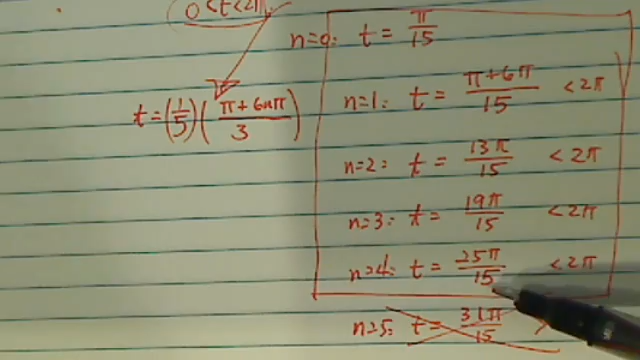 0 < t < 2π
n=0: t = π/15
t = (1/5)(π + 6nπ/3)
n=1: t = π+6π/15 < 2π
n=2: t = 13π/15 < 2π
n=3: t = 19π/15 < 2π
n=4: t = 25π/15 < 2π
n=5: t = 31π/15 >